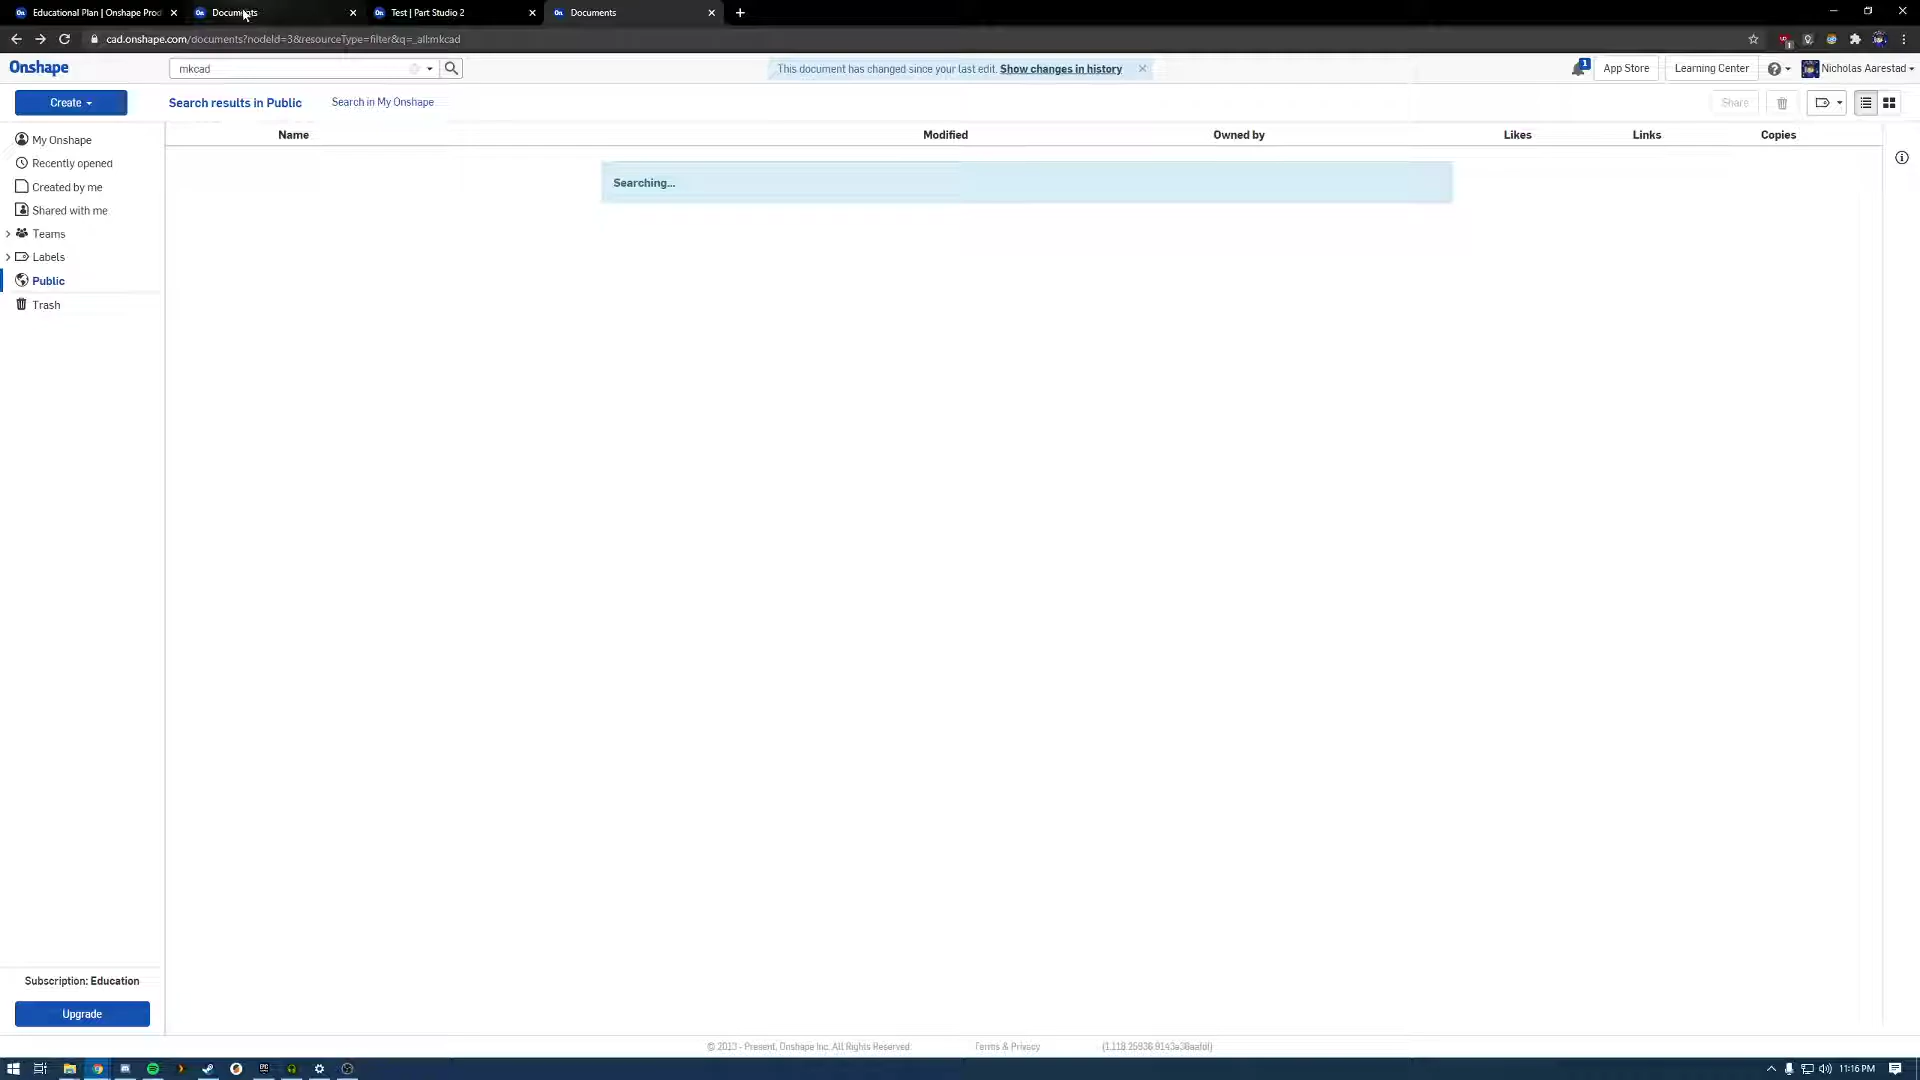 Educational Plan | Onshape Prod
Documents
Test | Part Studio 2
Documents
cad.onshape.com/documents?nodeId=3&resourceType=filter&q=_all:mkcad
Onshape
mkcad
This document has changed since your last edit. Show changes in history
1
App Store
Learning Center
Nicholas Aarestad
Create
Search results in Public
Search in My Onshape
Share
Name
Modified
Owned by
Likes
Links
Copies
My Onshape
Recently opened
Created by me
Shared with me
Teams
Labels
Public
Trash
Searching...
Subscription: Education
Upgrade
© 2013 - Present, Onshape Inc. All Rights Reserved
Terms & Privacy
11:16 PM